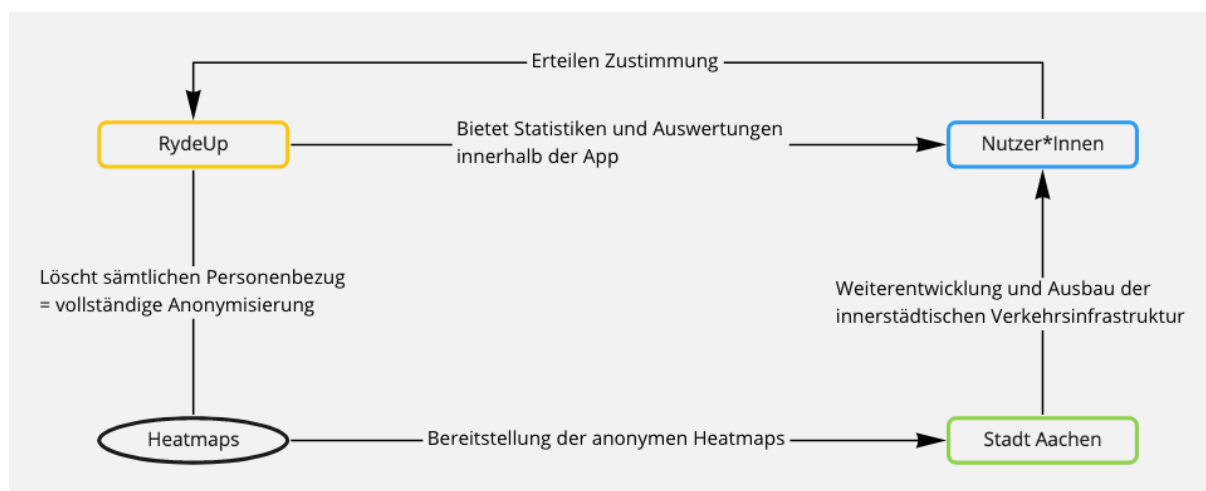 Erteilen Zustimmung
RydeUp
Bietet Statistiken und Auswertungen
innerhalb der App
Nutzer*Innen
Löscht sämtlichen Personenbezug
= vollständige Anonymisierung
Weiterentwicklung und Ausbau der
innerstädtischen Verkehrsinfrastruktur
Heatmaps
Bereitstellung der anonymen Heatmaps
Stadt Aachen